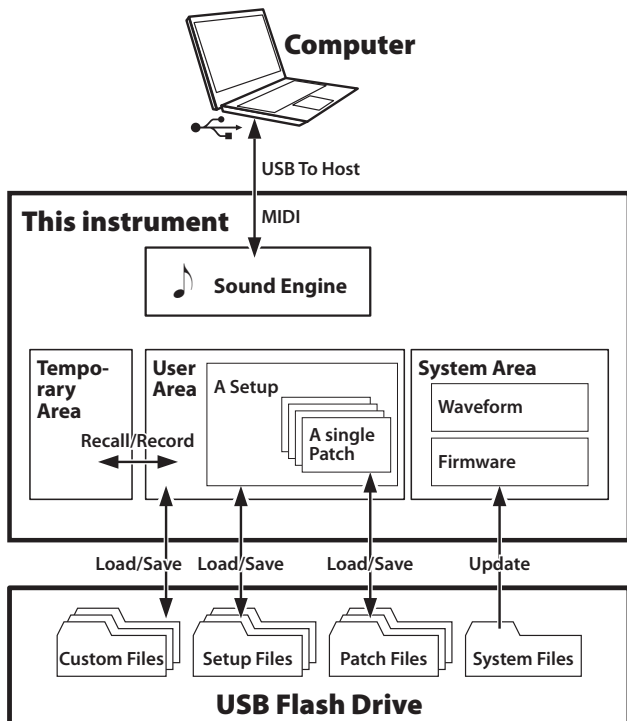 Computer
USB To Host
This instrument
MIDI
Sound Engine
Tempo-
rary
Area
User
Area
A Setup
A single
Patch
System Area
Waveform
Firmware
Recall/Record
Load/Save
Load/Save
Load/Save
Update
Custom Files
Setup Files
Patch Files
System Files
USB Flash Drive